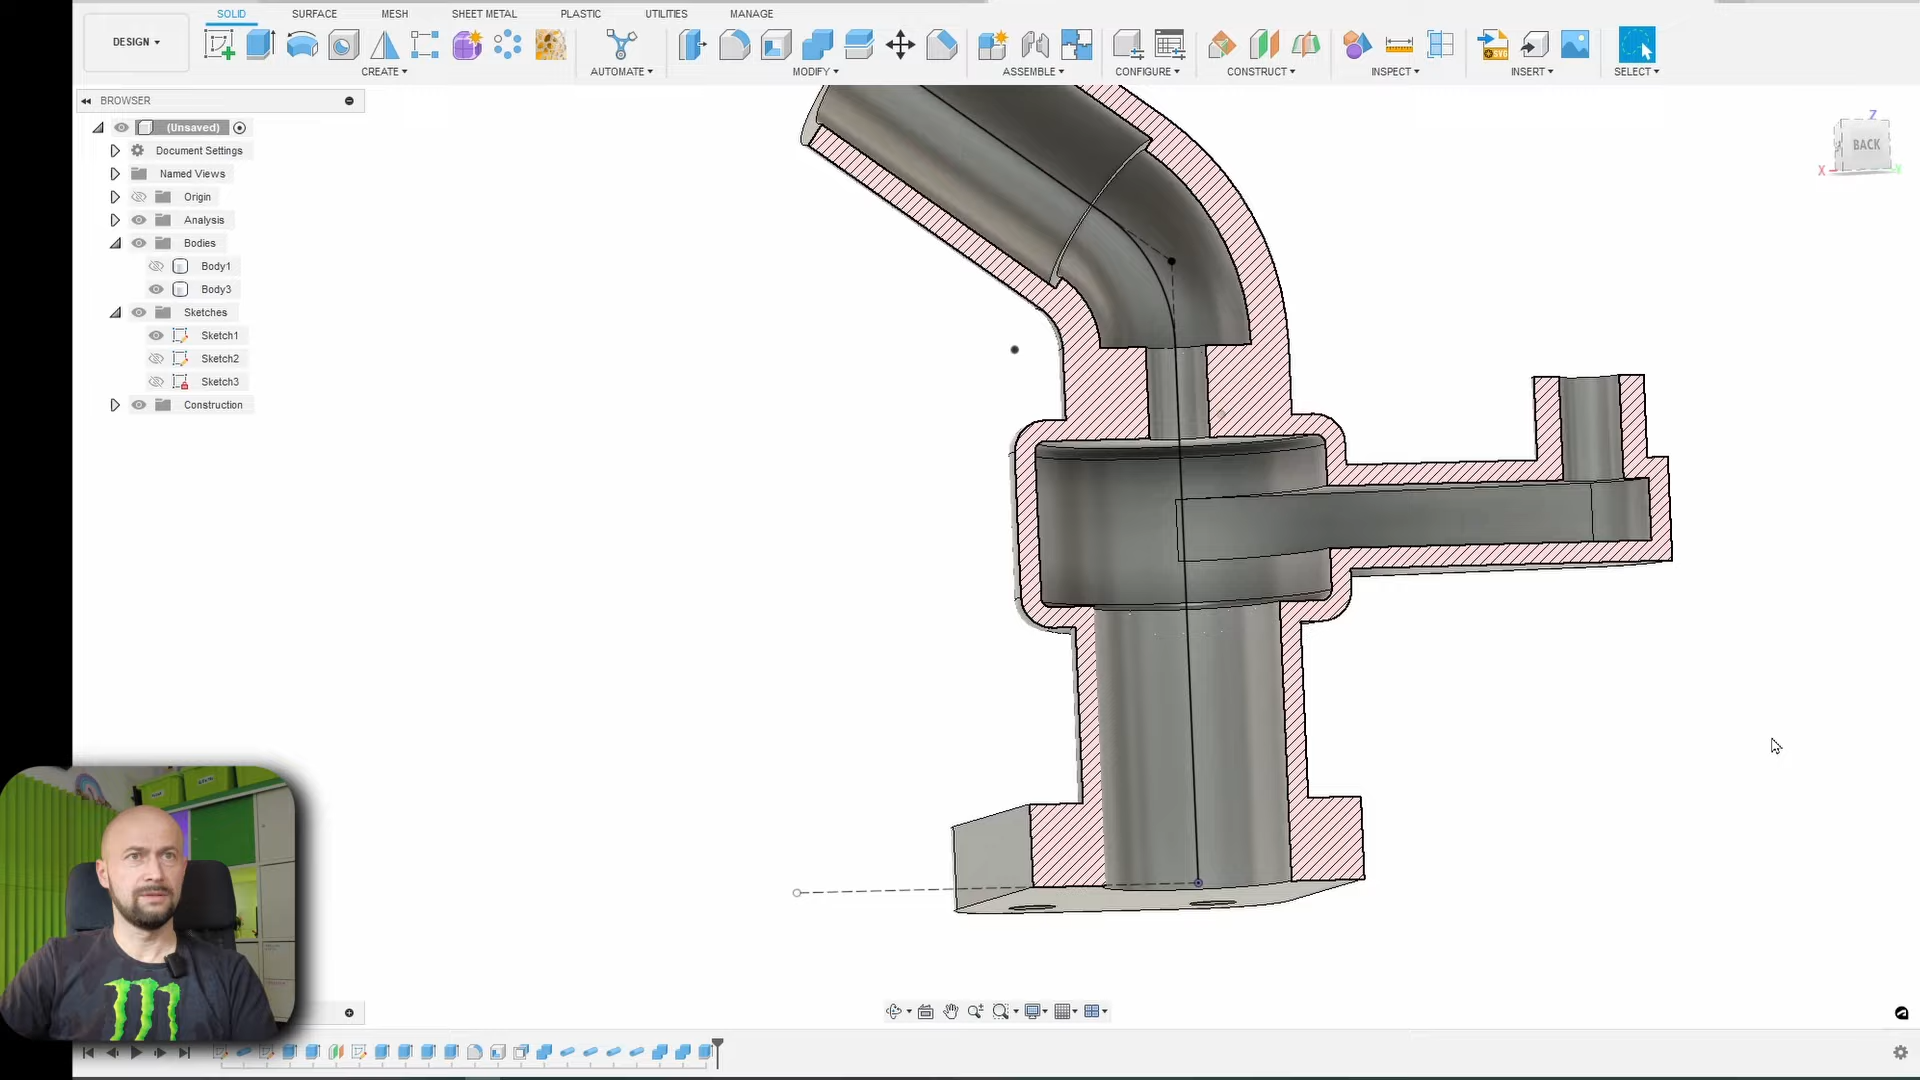 SOLID SURFACE MESH SHEET METAL PLASTIC UTILITIES MANAGE
DESIGN
CREATE AUTOMATE MODIFY ASSEMBLE CONFIGURE CONSTRUCT INSPECT INSERT SELECT
BROWSER
(Unsaved)
Document Settings
Named Views
Origin
Analysis
Bodies
Body1
Body3
Sketches
Sketch1
Sketch2
Sketch3
Construction
Z
BACK
X
Y